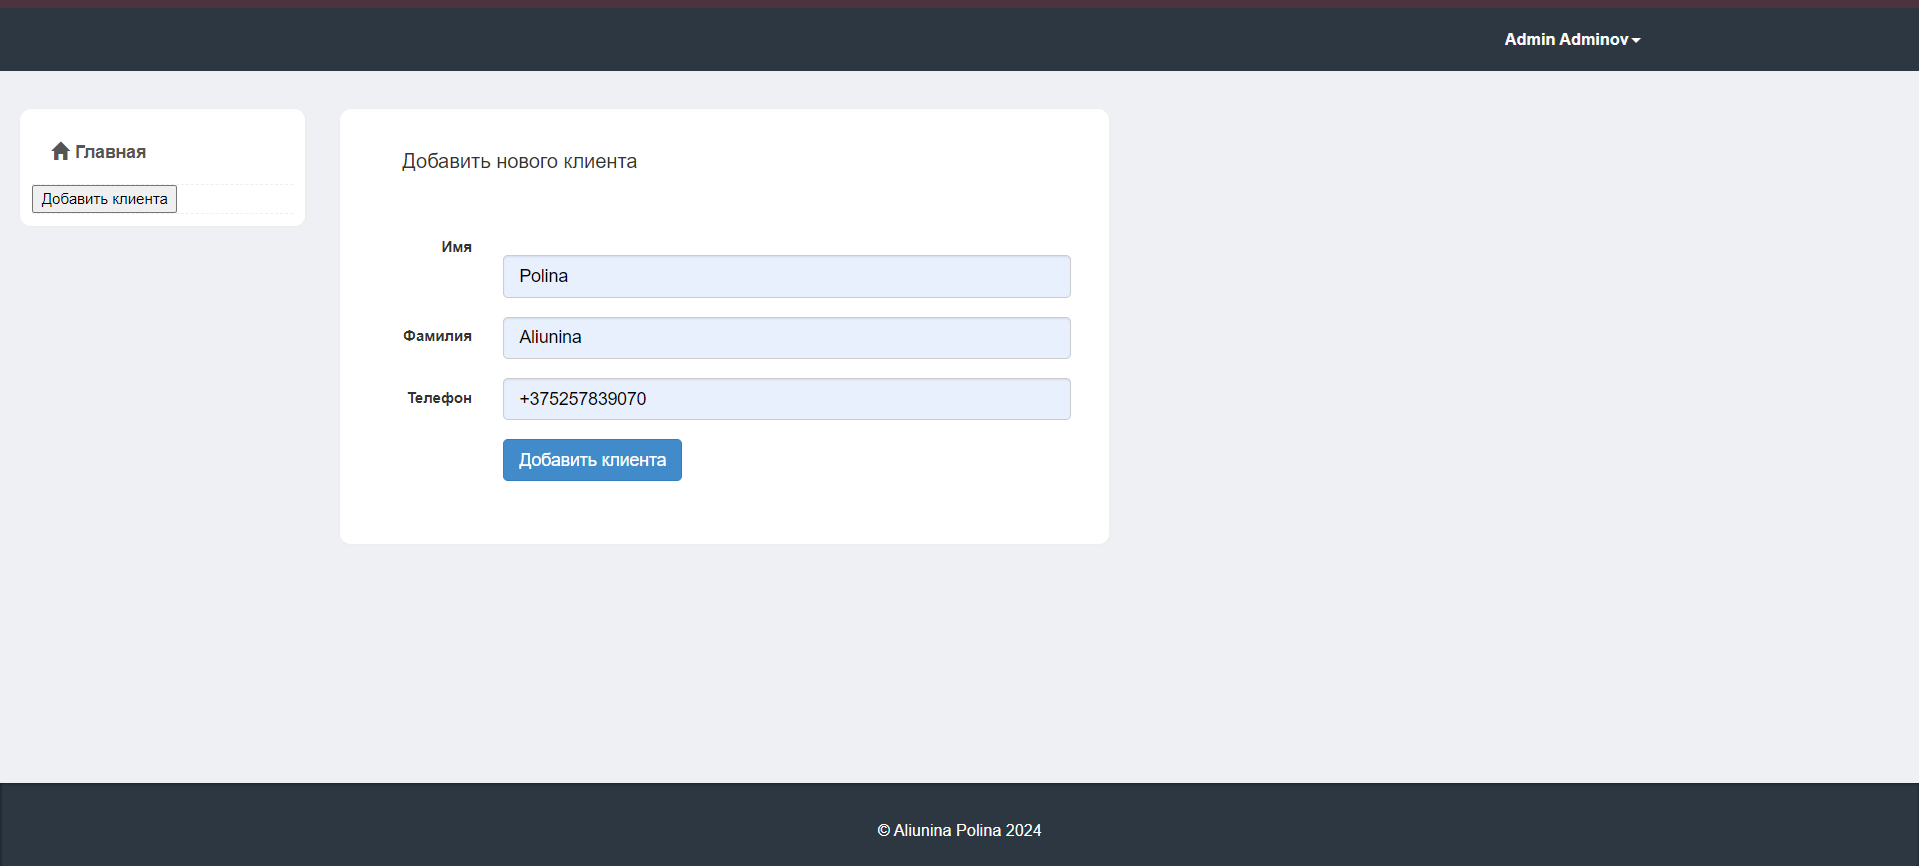 Admin Adminov
Главная
Добавить клиента
Добавить нового клиента
Имя
Polina
Фамилия
Aliunina
Телефон
+375257839070
Добавить клиента
© Aliunina Polina 2024